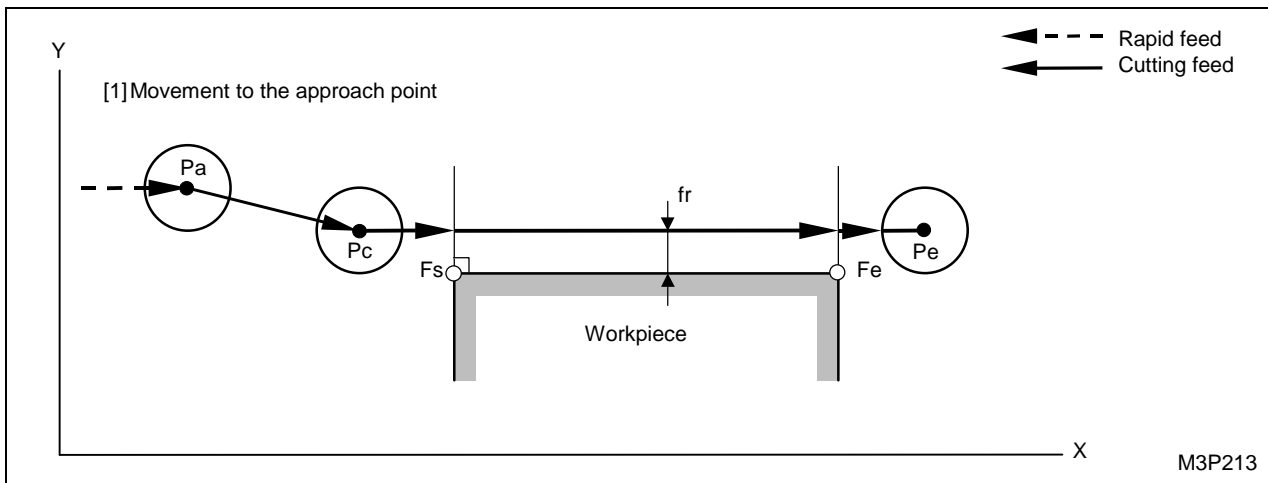 Y
Rapid feed
Cutting feed
[1]Movement to the approach point
Pa
fr
Pc
Pe
Fs
Fe
Workpiece
X
M3P213